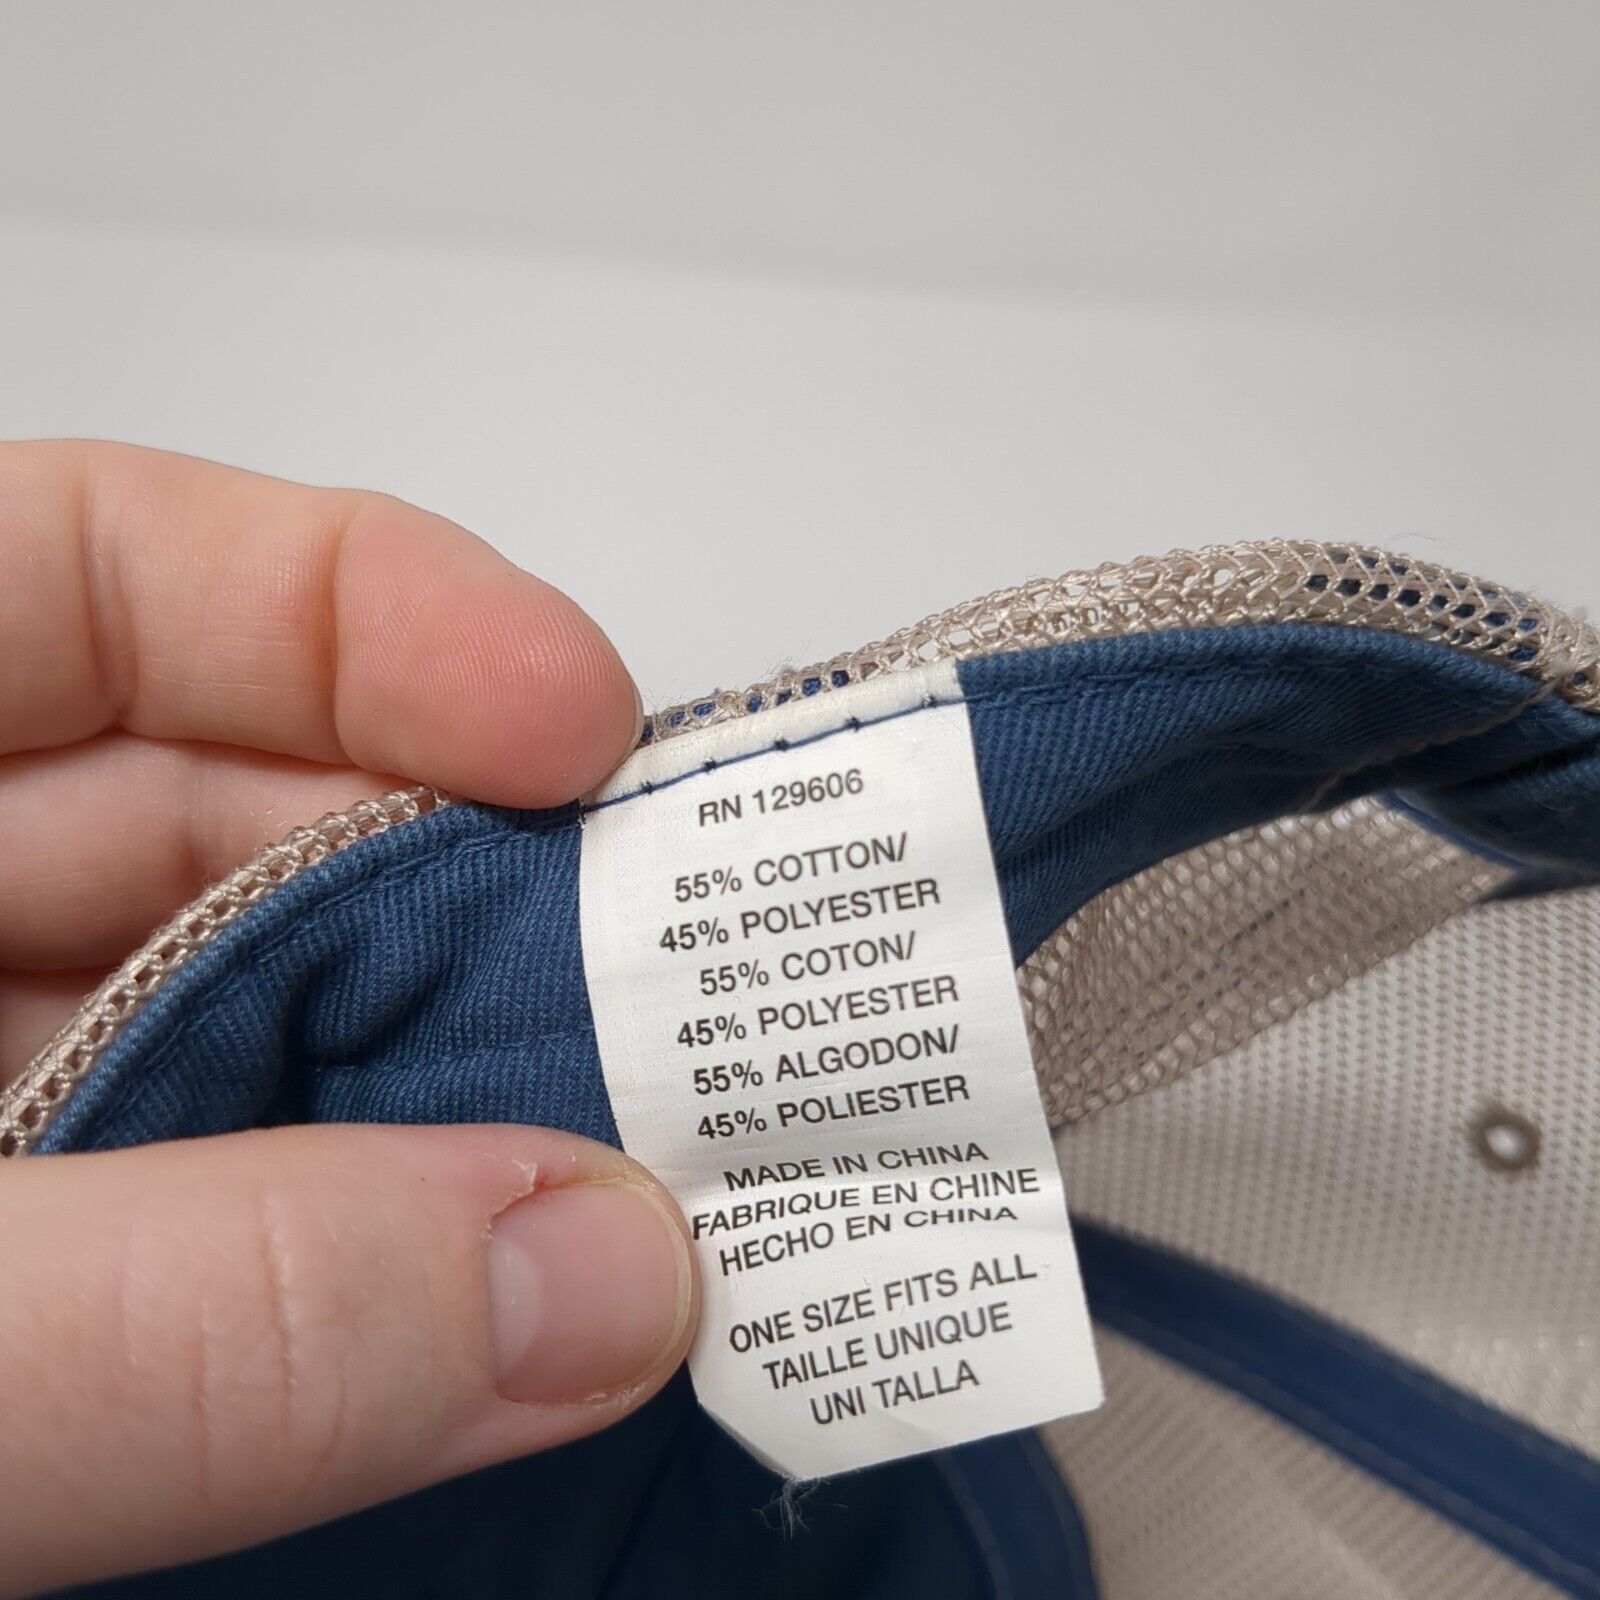 RN 129606
55% COTTON/
45% POLYESTER
55% COTON/
45% POLYESTER
55% ALGODON/
45% POLIESTER
MADE IN CHINA
FABRIQUE EN CHINE
HECHO EN CHINA
ONE SIZE FITS ALL
TAILLE UNIQUE
UNI TALLA